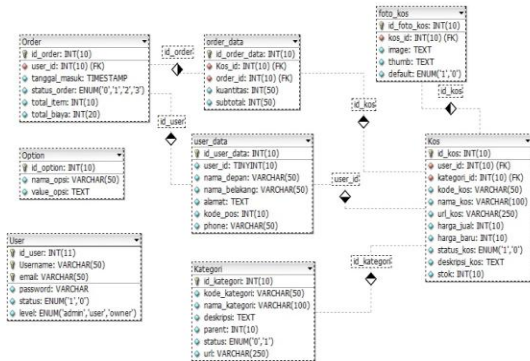 Order
id_order: INT(10)
user_id: INT(10) (FK)
tanggal_masuk: TIMESTAMP
status_order: ENUM('0','1','2','3')
total_item: INT(10)
total_biaya: INT(20)
id_order
order_data
id_order_data: INT(10)
Kos_id: INT(10) (FK)
order_id: INT(10) (FK)
kuantitas: INT(50)
subtotal: INT(50)
foto_kos
id_foto_kos: INT(10)
kos_id: INT(10) (FK)
image: TEXT
thumb: TEXT
default: ENUM('1','0')
id_kos
id_kos
id_user
Option
id_option: INT(10)
nama_opsi: VARCHAR(50)
value_opsi: TEXT
user_data
id_user_data: INT(10)
user_id: TINYINT(10)
nama_depan: VARCHAR(50)
nama_belakang: VARCHAR(50)
alamat: TEXT
kode_pos: INT(10)
phone: VARCHAR(50)
user_id
Kos
id_kos: INT(10)
user_id: INT(10) (FK)
kategori_id: INT(10) (FK)
kode_kos: VARCHAR(50)
nama_kos: VARCHAR(100)
url_kos: VARCHAR(250)
harga_jual: INT(10)
harga_baru: INT(10)
status_kos: ENUM('1','0')
deskripsi_kos: TEXT
stok: INT(10)
User
id_user: INT(11)
Username: VARCHAR(50)
email: VARCHAR(50)
password: VARCHAR
status: ENUM('1','0')
level: ENUM('admin','user','owner')
id_kategori
Kategori
id_kategori: INT(10)
kode_kategori: VARCHAR(50)
nama_kategori: VARCHAR(100)
deskripsi: TEXT
parent: INT(10)
status: ENUM('0','1')
url: VARCHAR(250)